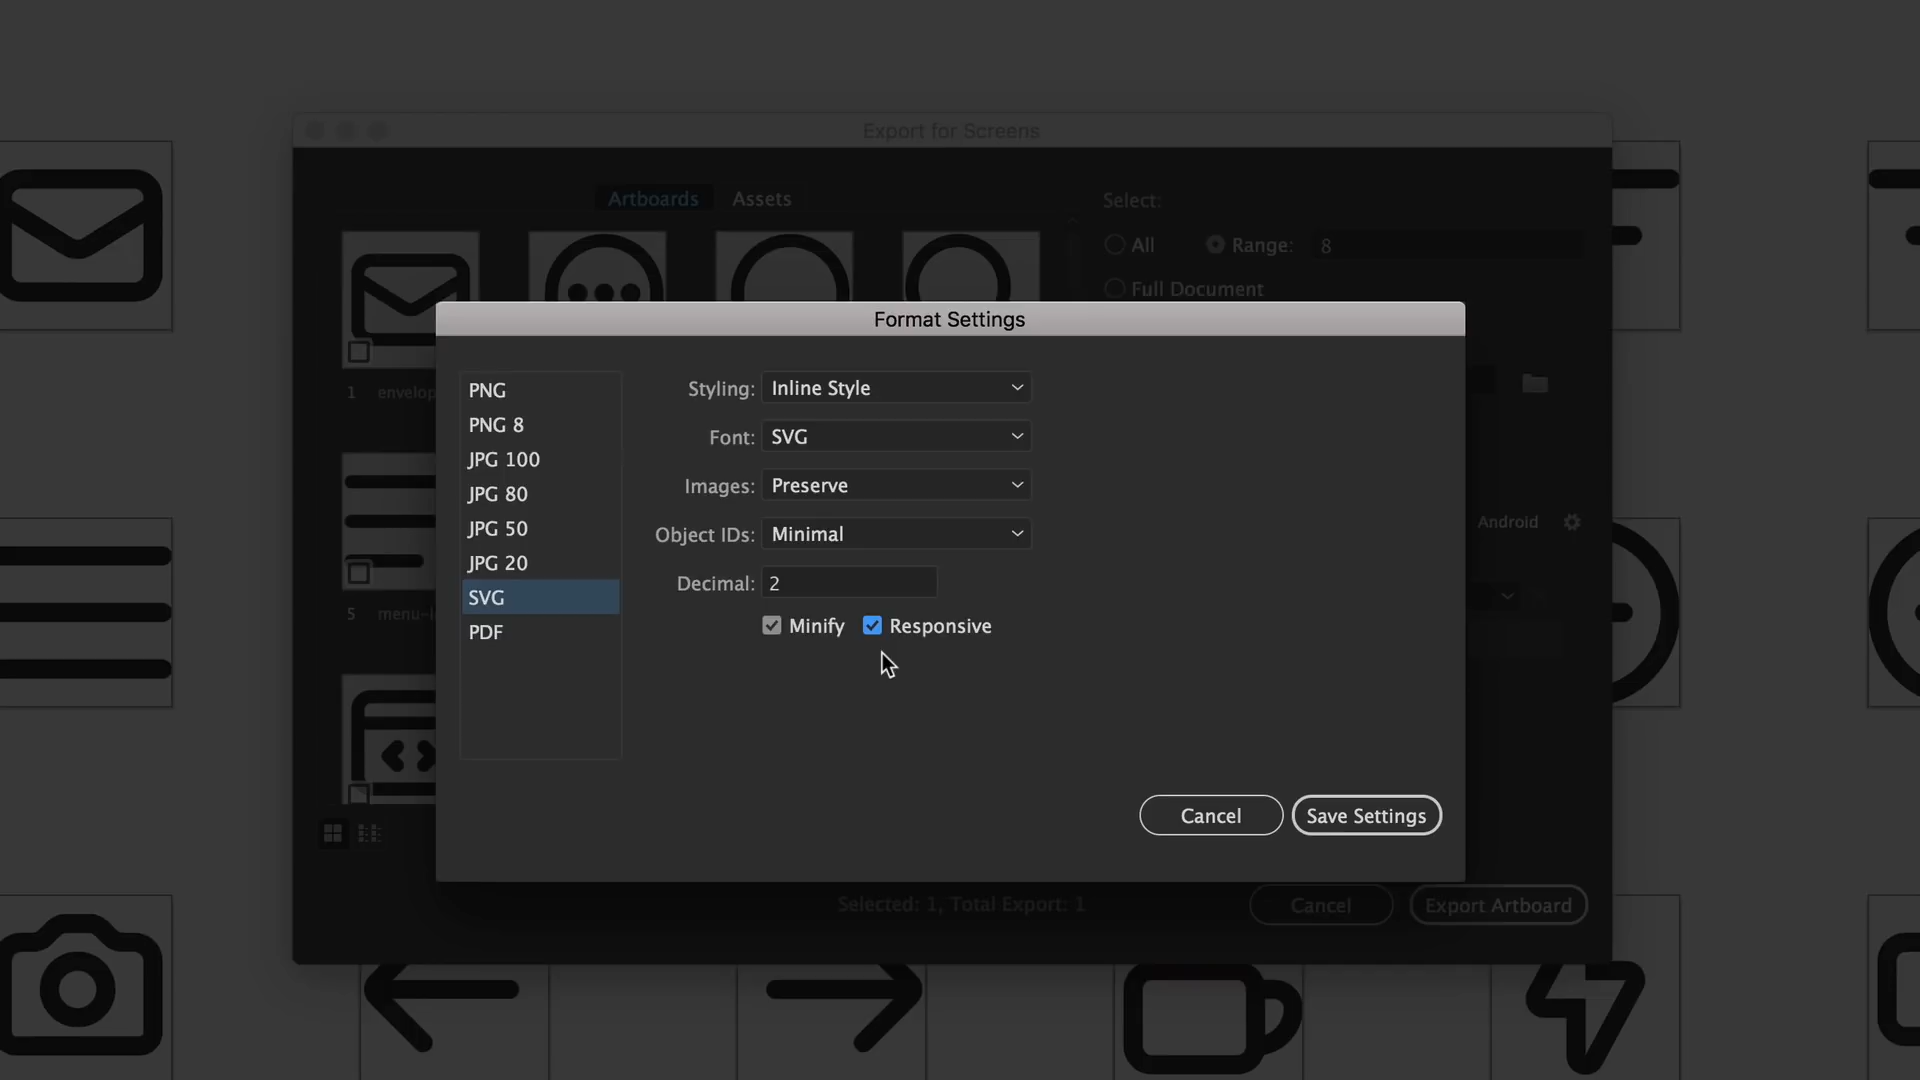 Export for Screens
Artboards Assets
Select:
All Range: 8
Full Document
Format Settings
1
PNG
PNG 8
JPG 100
JPG 80
JPG 50
JPG 20
SVG
PDF
Styling: Inline Style
Font: SVG
Images: Preserve
Object IDs: Minimal
Decimal: 2
Minify Responsive
Android
5
Cancel Save Settings
Selected: 1, Total Export: 1
Cancel Export Artboard